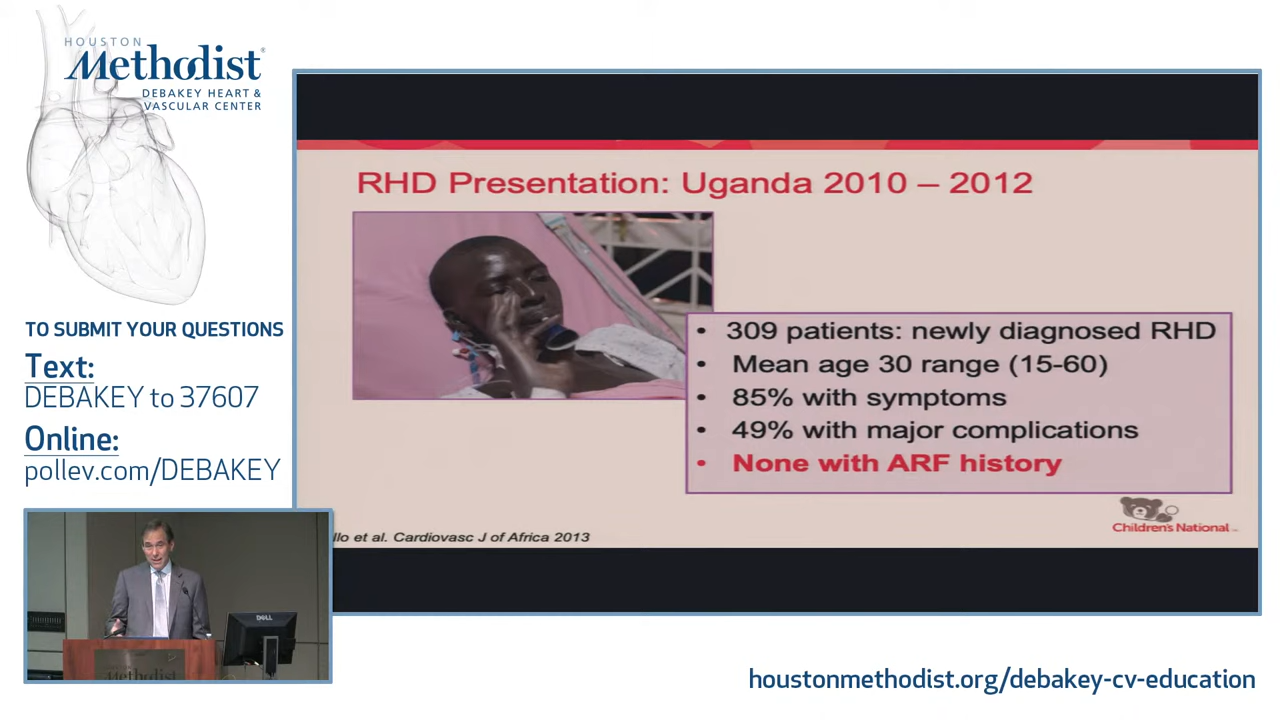 HOUSTON
Methodist®
DEBAKEY HEART &
VASCULAR CENTER
TO SUBMIT YOUR QUESTIONS
Text:
DEBAKEY to 37607
Online:
pollev.com/DEBAKEY
RHD Presentation: Uganda 2010 – 2012
• 309 patients: newly diagnosed RHD
• Mean age 30 range (15-60)
• 85% with symptoms
• 49% with major complications
• None with ARF history
Children's National
llo et al. Cardiovasc J of Africa 2013
DELL
Methodist
houstonmethodist.org/debakey-cv-education